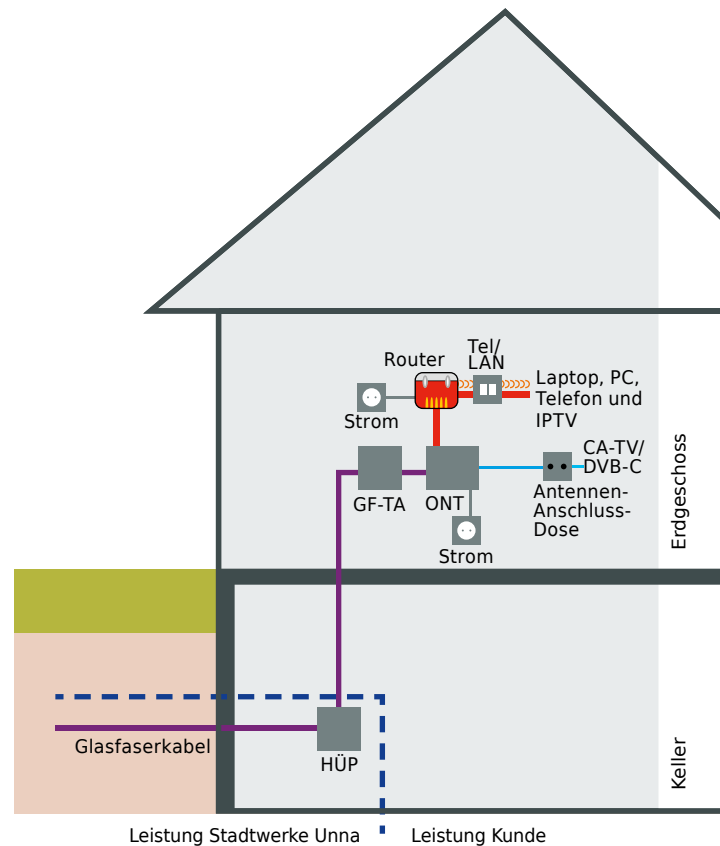 Tel/
LAN
Router
Laptop, PC,
Telefon und
IPTV
Strom
CA-TV/
DVB-C
GF-TA
ONT
Antennen-
Anschluss-
Dose
Strom
Erdgeschoss
Glasfaserkabel
HÜP
Keller
Leistung Stadtwerke Unna
Leistung Kunde